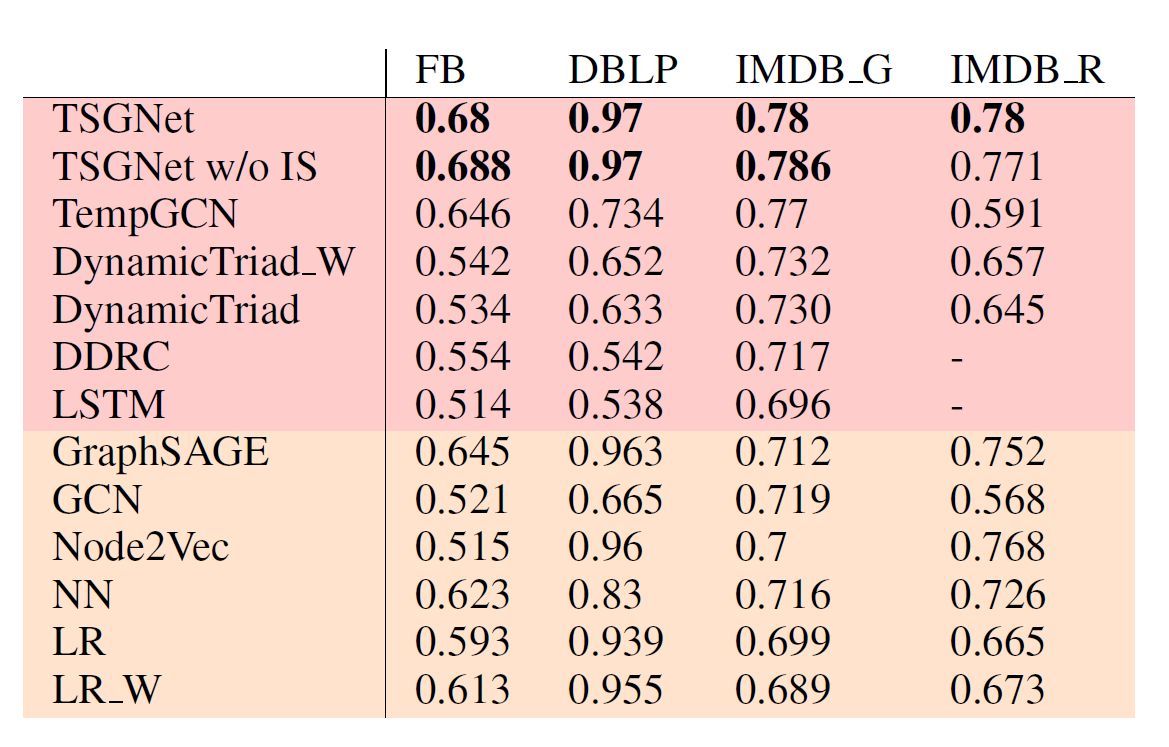 FB DBLP IMDB_G IMDB_R
TSGNet 0.68 0.97 0.78 0.78
TSGNet w/o IS 0.688 0.97 0.786 0.771
TempGCN 0.646 0.734 0.77 0.591
DynamicTriad_W 0.542 0.652 0.732 0.657
DynamicTriad 0.534 0.633 0.730 0.645
DDRC 0.554 0.542 0.717 -
LSTM 0.514 0.538 0.696 -
GraphSAGE 0.645 0.963 0.712 0.752
GCN 0.521 0.665 0.719 0.568
Node2Vec 0.515 0.96 0.7 0.768
NN 0.623 0.83 0.716 0.726
LR 0.593 0.939 0.699 0.665
LR_W 0.613 0.955 0.689 0.673